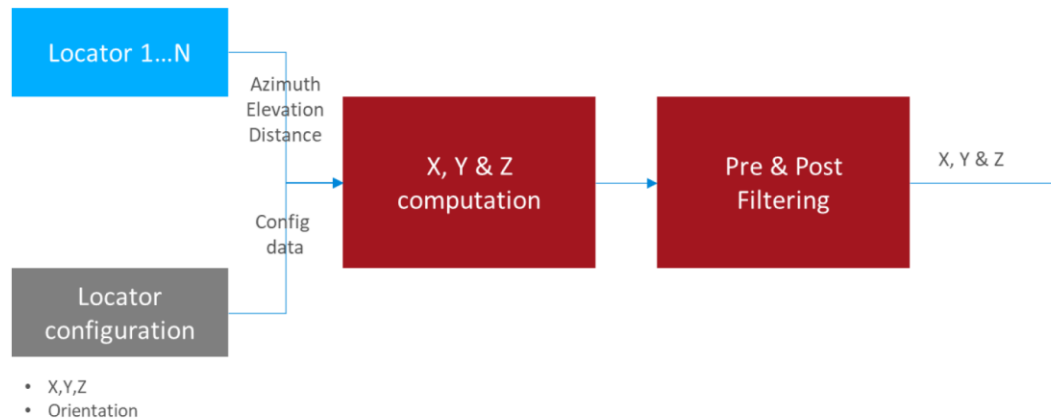 Locator 1...N
Azimuth
Elevation
Distance
X, Y & Z
computation
Pre & Post
Filtering
X, Y & Z
Config
data
Locator
configuration
• X,Y,Z
• Orientation